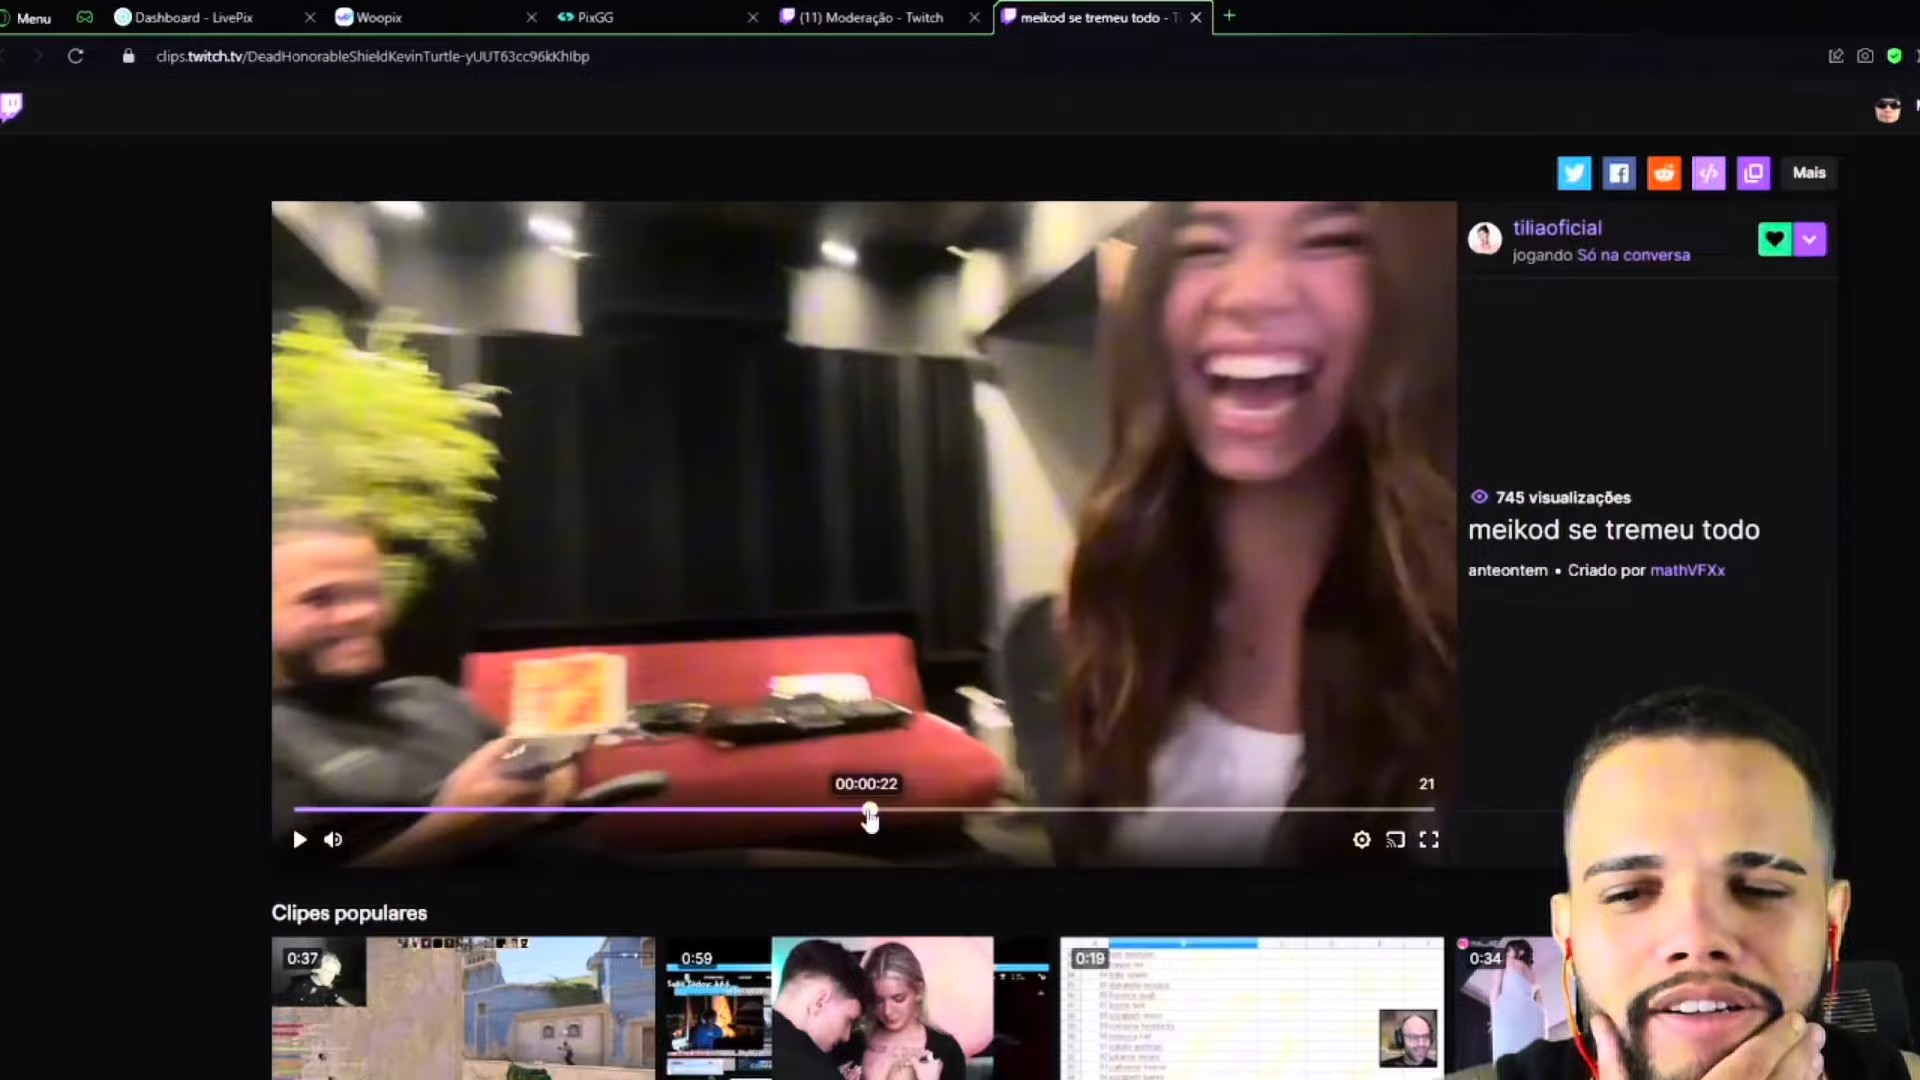 Menu
Dashboard - LivePix
Woopix
PixGG
(11) Moderação - Twitch
meikod se tremeu todo - T
clips.twitch.tv/DeadHonorableShieldKevinTurtle-yUUT63cc96kKhIbp
Mais
tiliaoficial
jogando Só na conversa
745 visualizações
meikod se tremeu todo
anteontem • Criado por mathVFXx
00:00:22
21
Clipes populares
0:37
0:59
0:19
0:34